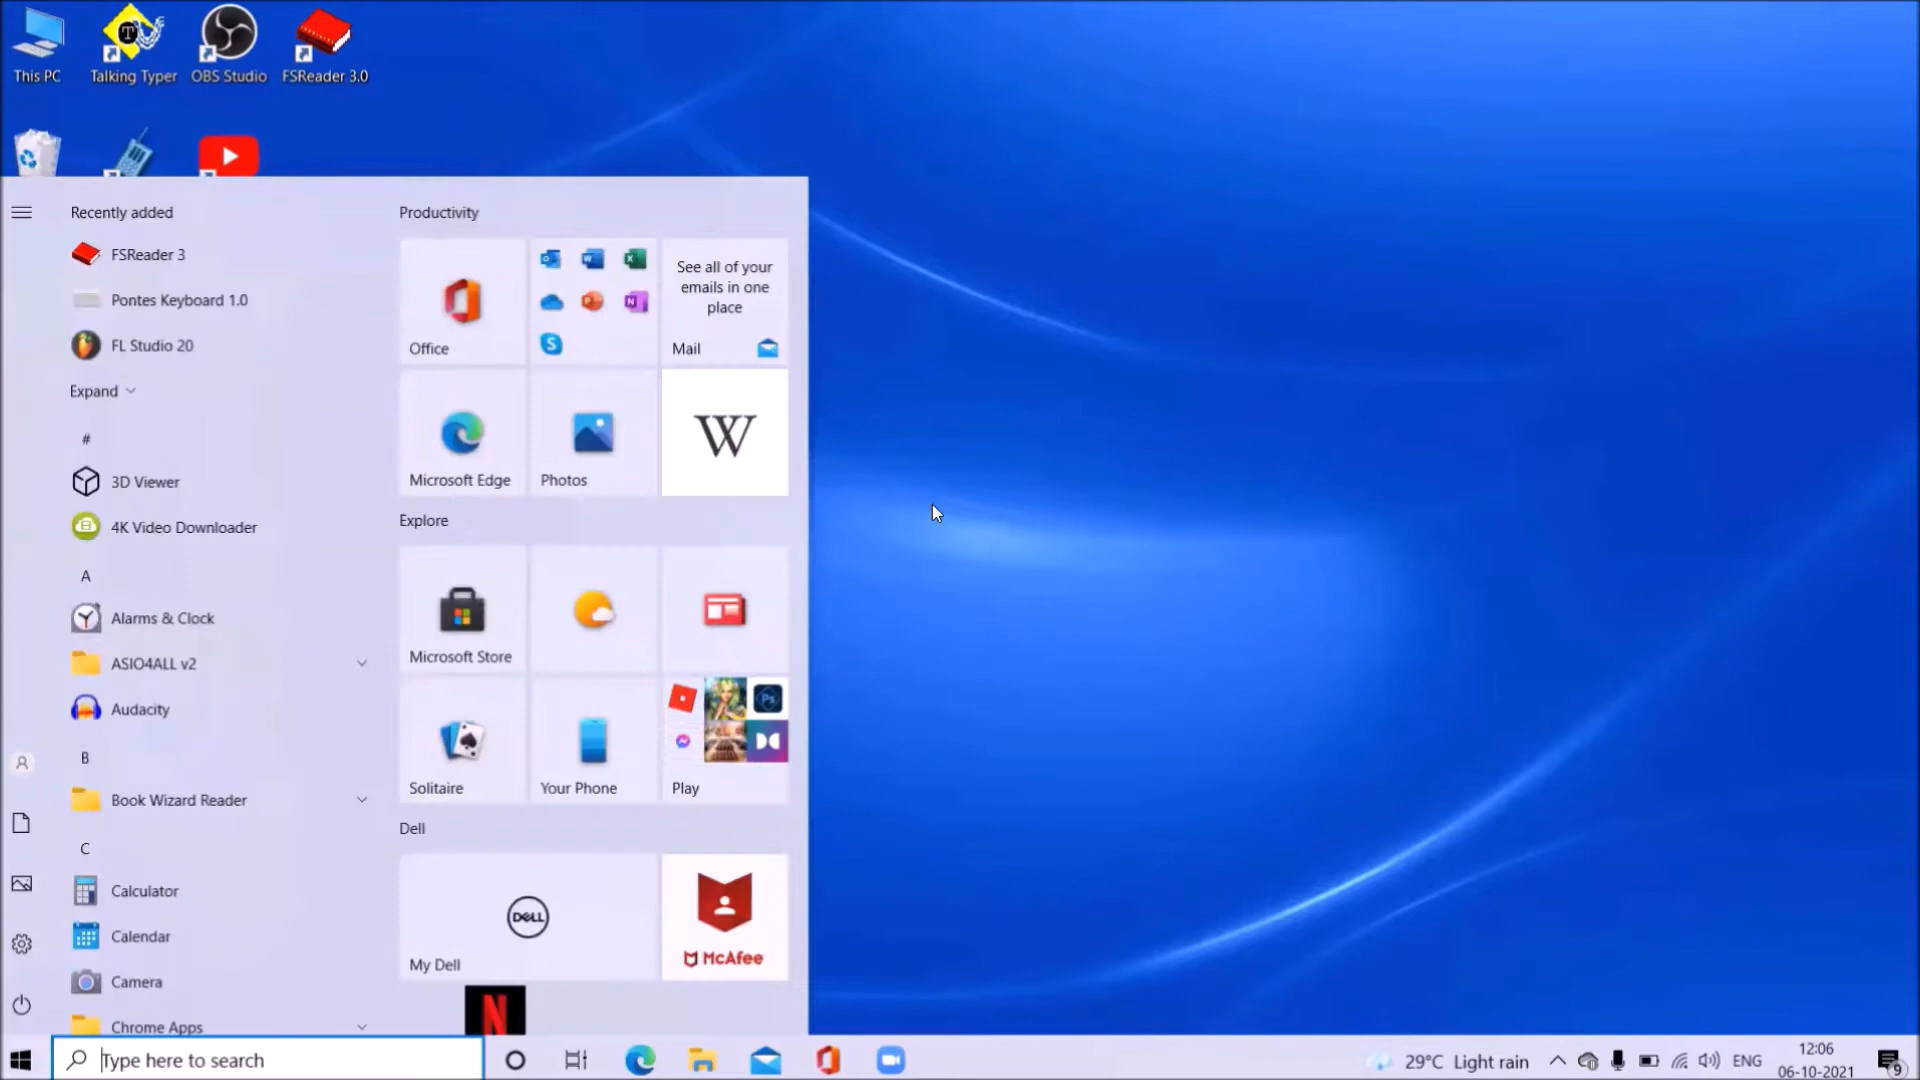 This PC
Talking Typer
OBS Studio
FSReader 3.0
Recently added
FSReader 3
Pontes Keyboard 1.0
FL Studio 20
Expand
#
3D Viewer
4K Video Downloader
A
Alarms & Clock
ASIO4ALL v2
Audacity
B
Book Wizard Reader
C
Calculator
Calendar
Camera
Chrome Apps
Productivity
Office
See all of your
emails in one
place
Mail
Microsoft Edge
Photos
W
Explore
Microsoft Store
Solitaire
Your Phone
Play
Dell
DELL
My Dell
McAfee
N
Type here to search
29°C Light rain
ENG
12:06
06-10-2021
9